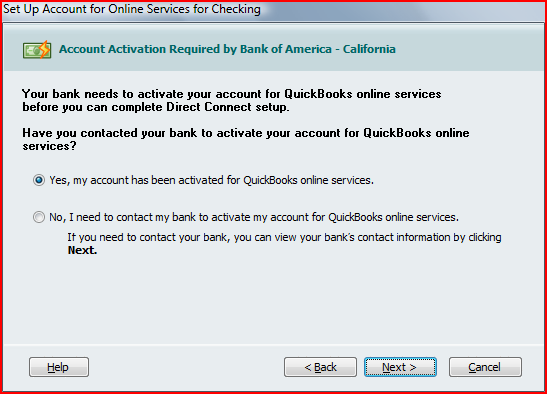 Set Up Account for Online Services for Checking
Account Activation Required by Bank of America - California
Your bank needs to activate your account for QuickBooks online services
before you can complete Direct Connect setup.
Have you contacted your bank to activate your account for QuickBooks online
services?
Yes, my account has been activated for QuickBooks online services.
No, I need to contact my bank to activate my account for QuickBooks online services.
If you need to contact your bank, you can view your bank's contact information by clicking
Next.
Help
< Back
Next >
Cancel